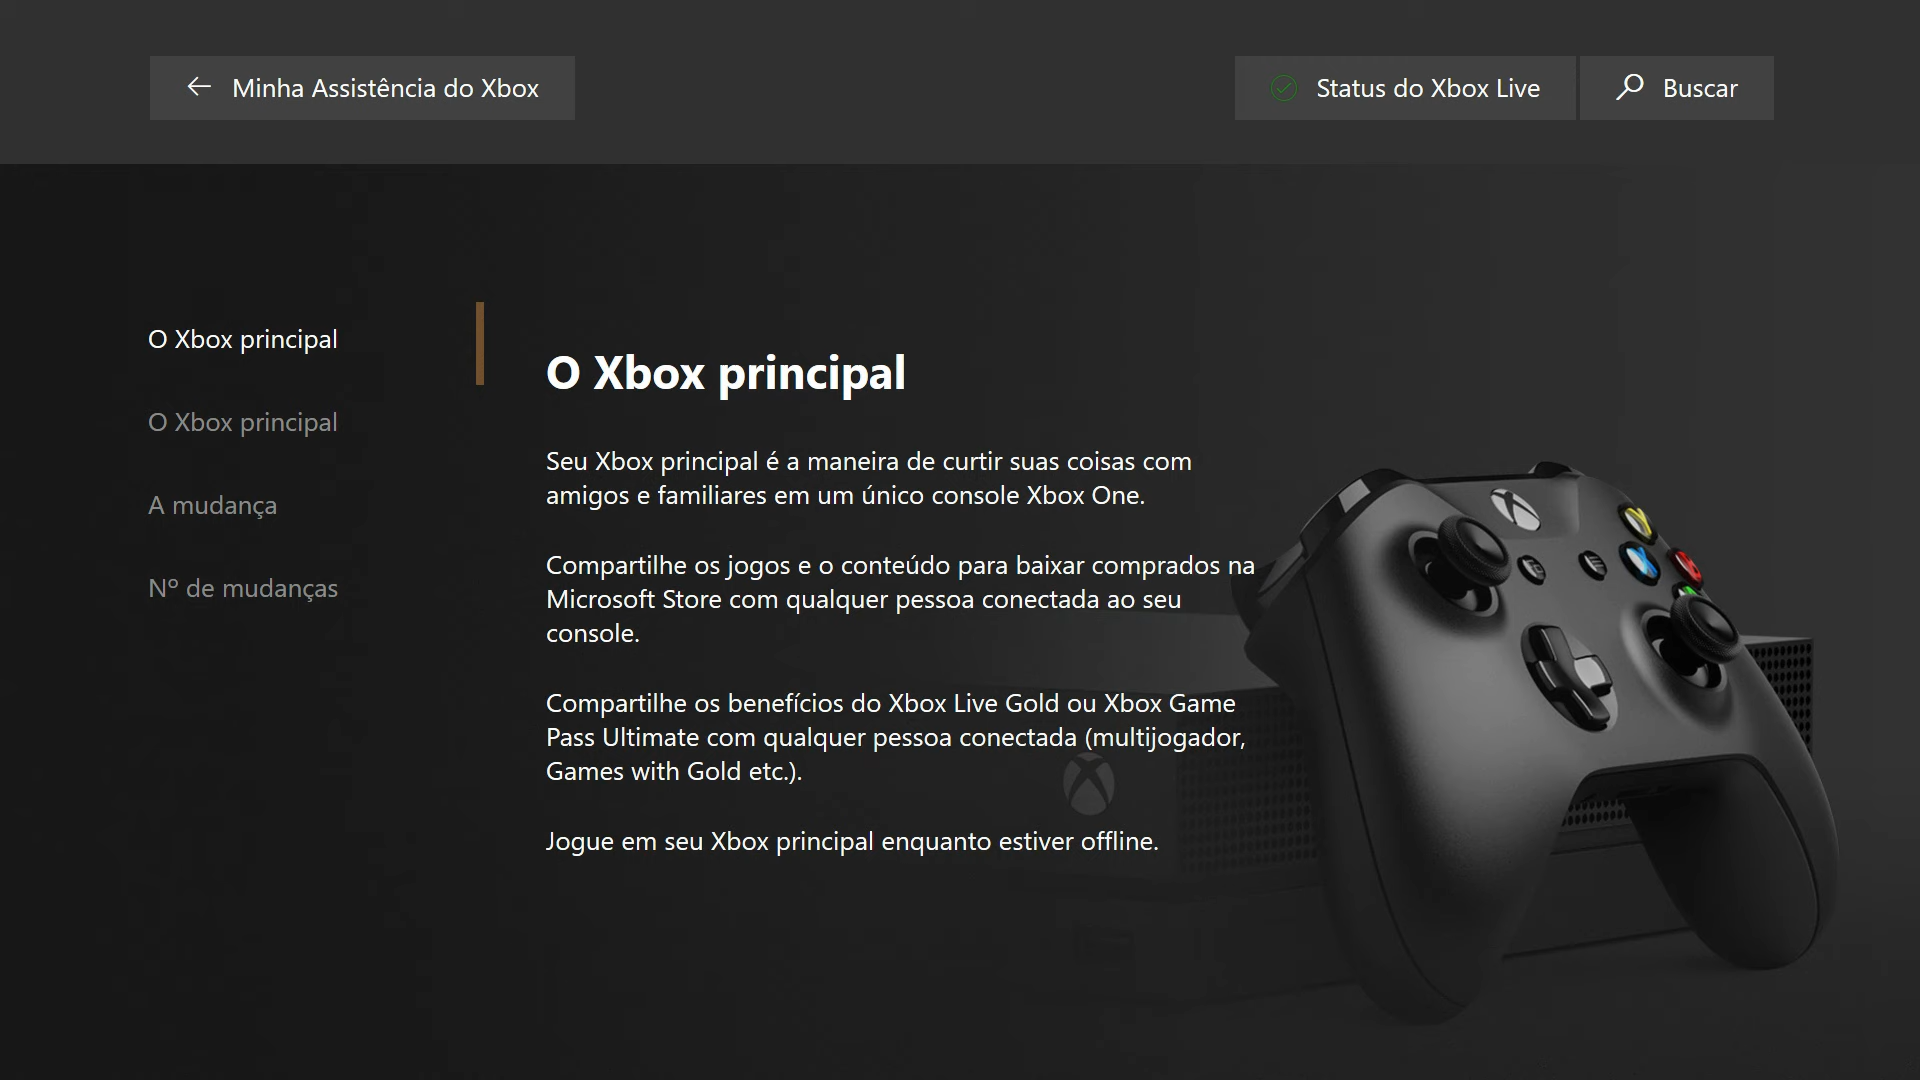 Minha Assistência do Xbox
Status do Xbox Live
Buscar
O Xbox principal
O Xbox principal
A mudança
Nº de mudanças
O Xbox principal
Seu Xbox principal é a maneira de curtir suas coisas com
amigos e familiares em um único console Xbox One.
Compartilhe os jogos e o conteúdo para baixar comprados na
Microsoft Store com qualquer pessoa conectada ao seu
console.
Compartilhe os benefícios do Xbox Live Gold ou Xbox Game
Pass Ultimate com qualquer pessoa conectada (multijogador,
Games with Gold etc.).
Jogue em seu Xbox principal enquanto estiver offline.
Y
X
B